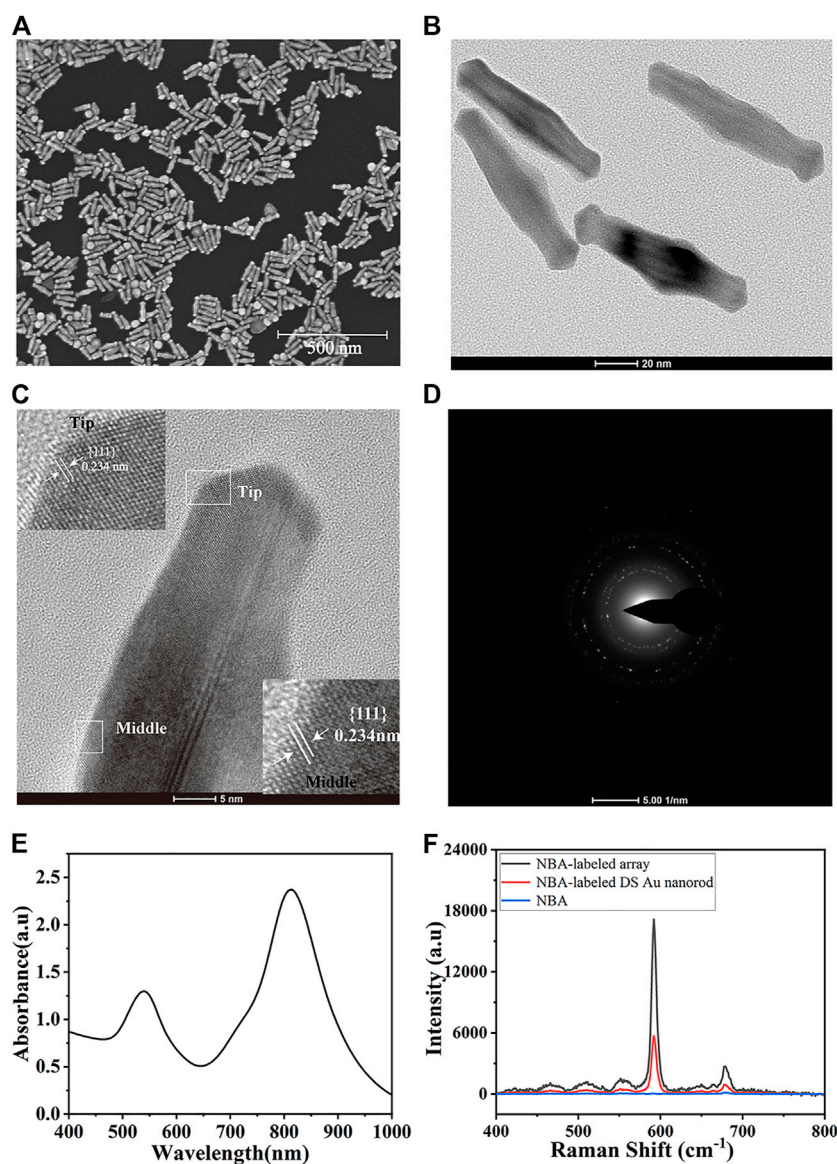 A
500 nm
B
20 nm
C
Tip
{111}
0.234 nm
Tip
Middle
{111}
0.234nm
Middle
5 nm
D
5.00 1/nm
E
2.5
2.0
1.5
1.0
0.5
0.0
Absorbance(a.u)
400 500 600 700 800 900 1000
Wavelength(nm)
F
24000
18000
12000
6000
0
Intensity (a.u)
NBA-labeled array
NBA-labeled DS Au nanorod
NBA
400 500 600 700 800
Raman Shift (cm⁻¹)